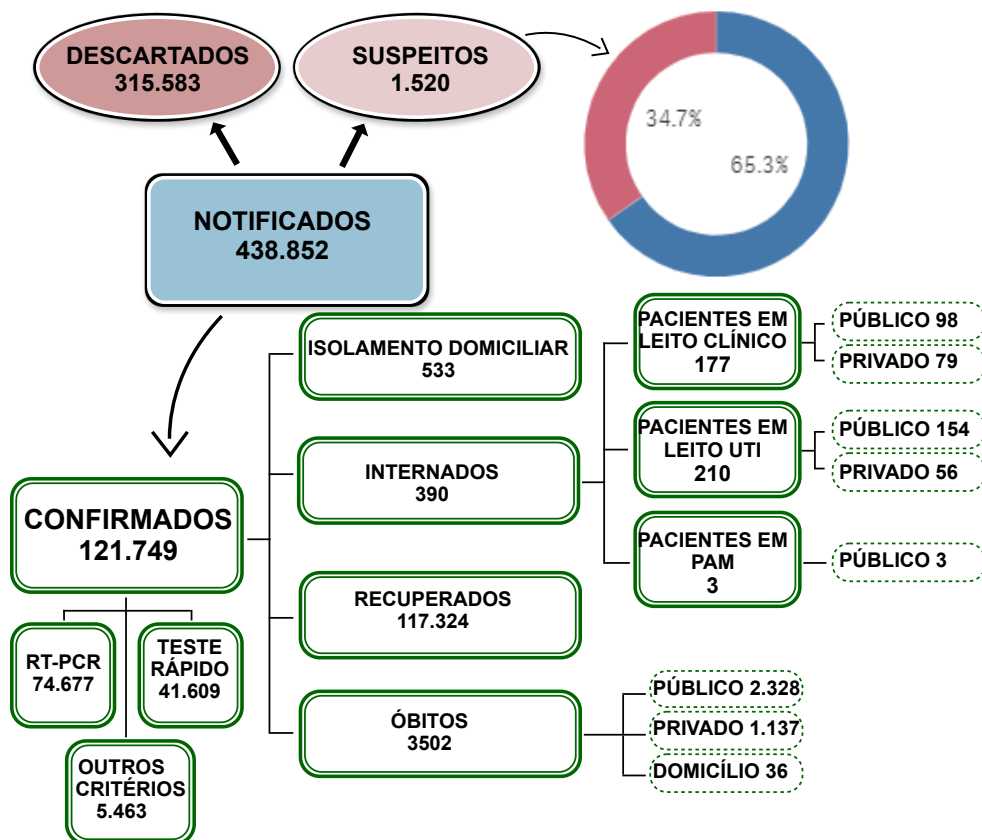 DESCARTADOS
315.583
SUSPEITOS
1.520
34.7%
65.3%
NOTIFICADOS
438.852
CONFIRMADOS
121.749
RT-PCR
74.677
TESTE
RÁPIDO
41.609
OUTROS
CRITÉRIOS
5.463
ISOLAMENTO DOMICILIAR
533
INTERNADOS
390
RECUPERADOS
117.324
ÓBITOS
3502
PACIENTES EM
LEITO CLÍNICO
177
PÚBLICO 98
PRIVADO 79
PACIENTES EM
LEITO UTI
210
PÚBLICO 154
PRIVADO 56
PACIENTES EM
PAM
3
PÚBLICO 3
PÚBLICO 2.328
PRIVADO 1.137
DOMICÍLIO 36